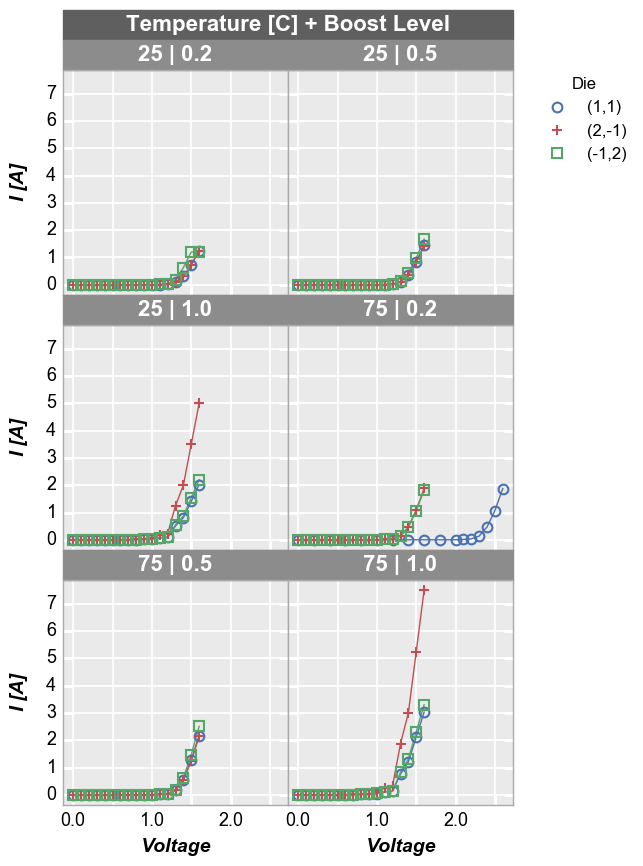 Temperature [C] + Boost Level
25 | 0.2
25 | 0.5
Die
(1,1)
(2,-1)
(-1,2)
7
6
5
4
3
2
1
0
I [A]
25 | 1.0
75 | 0.2
7
6
5
4
3
2
1
0
I [A]
75 | 0.5
75 | 1.0
7
6
5
4
3
2
1
0
I [A]
0.0 1.0 2.0
0.0 1.0 2.0
Voltage
Voltage